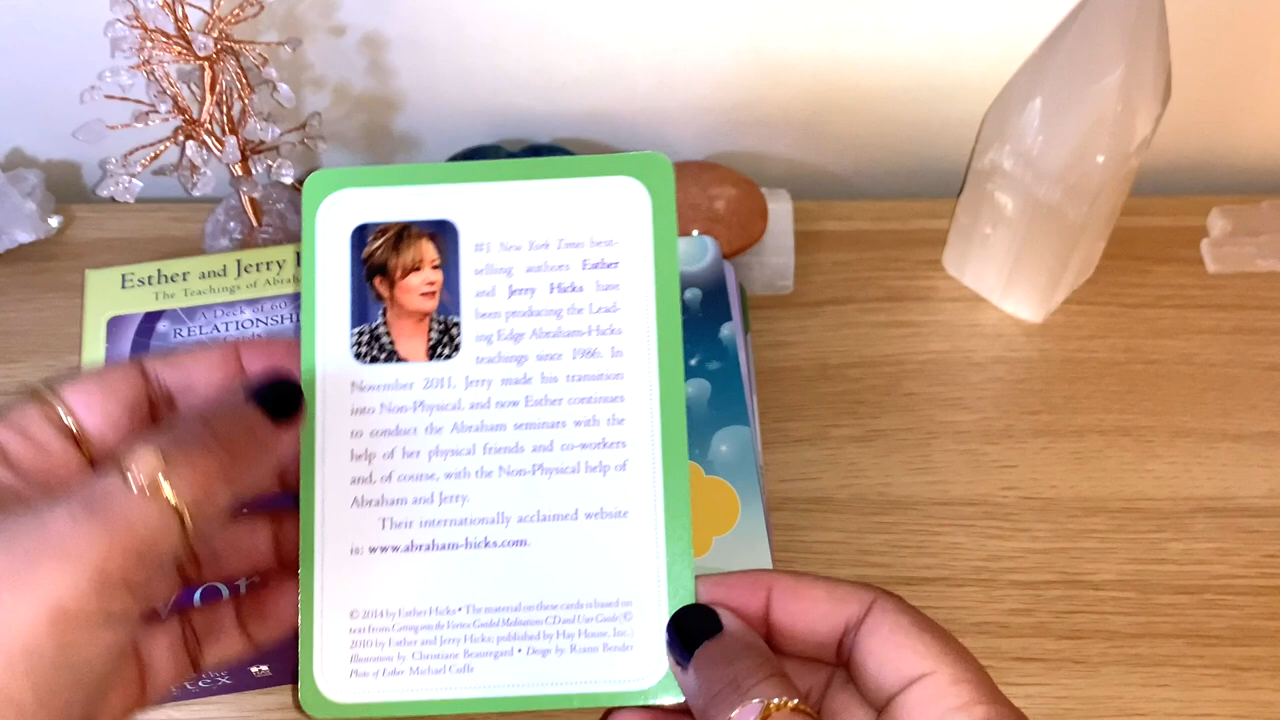 Esther and Jerry
The Teachings of
A Deck of 60
RELATIONSHI
Cards
#1 New York Times best-
selling authors Esther
and Jerry Hicks have
been producing the Lead-
ing Edge Abraham-Hicks
teachings since 1986. In
November 2011, Jerry made his transition
into Non-Physical, and now Esther continues
to conduct the Abraham seminars with the
help of her physical friends and co-workers
and, of course, with the Non-Physical help of
Abraham and Jerry.
Their internationally acclaimed website
is: www.abraham-hicks.com.
© 2014 by Esther Hicks • The material on these cards is based on
text from Getting into the Vortex Guided Meditations CD and User Guide (©
2010 by Esther and Jerry Hicks; published by Hay House, Inc.)
Illustrations by: Christiane Beauregard • Design by: Riann Bender
Photo of Esther: Michael Cuffe
the